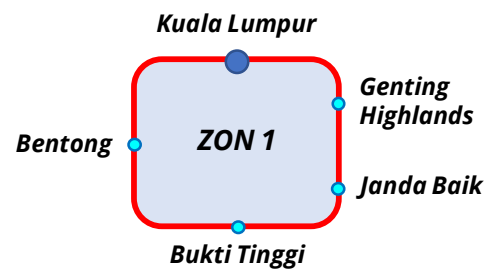 Kuala Lumpur
Genting
Highlands
ZON 1
Bentong
Janda Baik
Bukti Tinggi